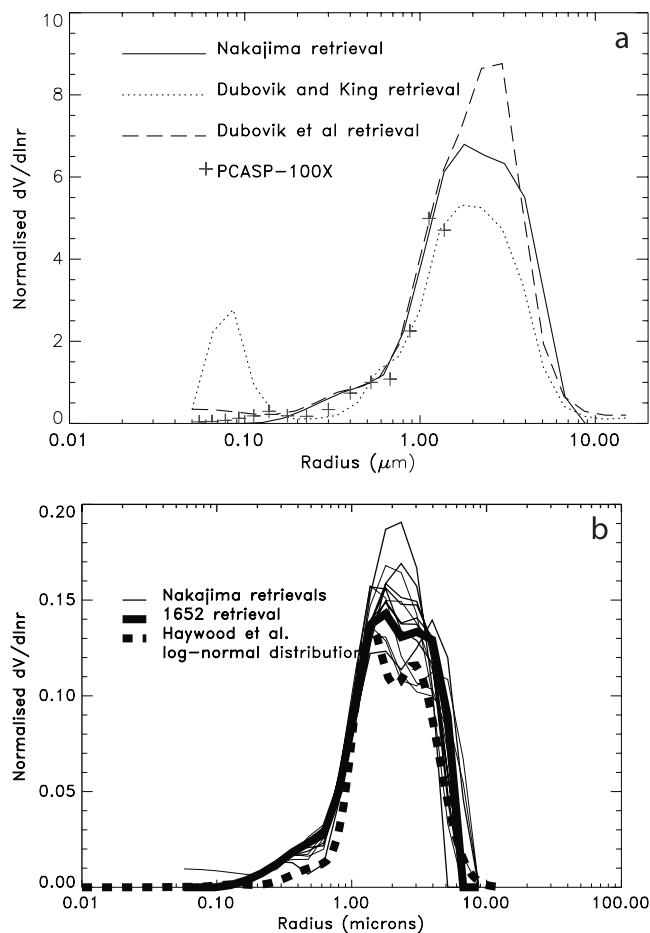 10
8
6
4
2
0
a
Nakajima retrieval
Dubovik and King retrieval
Dubovik et al retrieval
PCASP-100X
Normalised dV/dlnr
0.01 0.10 1.00 10.00
Radius (μm)
0.20
0.15
0.10
0.05
0.00
b
Nakajima retrievals
1652 retrieval
Haywood et al.
log-normal distribution
Normalised dV/dlnr
0.01 0.10 1.00 10.00 100.00
Radius (microns)